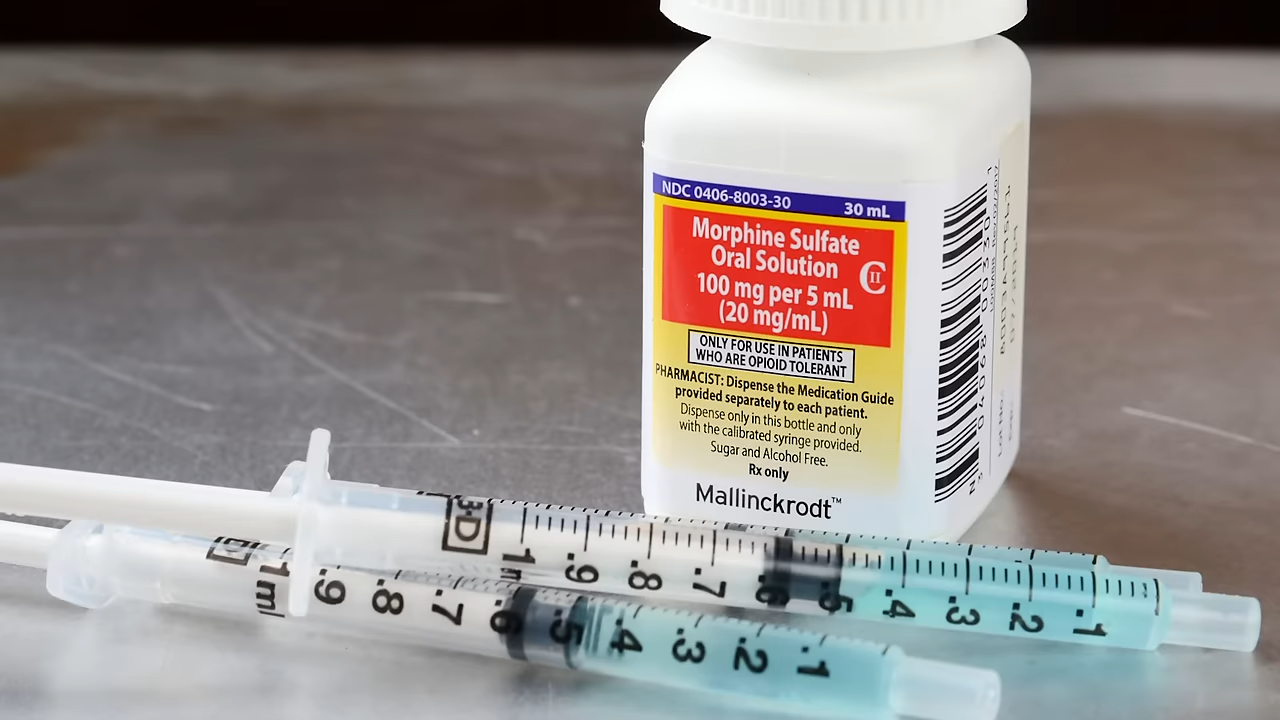 NDC 0406-8003-30 30 mL
Morphine Sulfate
Oral Solution
CII
100 mg per 5 mL
(20 mg/mL)
ONLY FOR USE IN PATIENTS
WHO ARE OPIOID TOLERANT
PHARMACIST: Dispense the Medication Guide
provided separately to each patient.
Dispense only in this bottle and only
with the calibrated syringe provided.
Sugar and Alcohol Free.
Rx only
Mallinckrodt™
Lot No.:
1 .9 .8 .7 .6 .5 .4 .3 .2 .1
1 ml .9 .8 .7 .6 .5 .4 .3 .2 .1